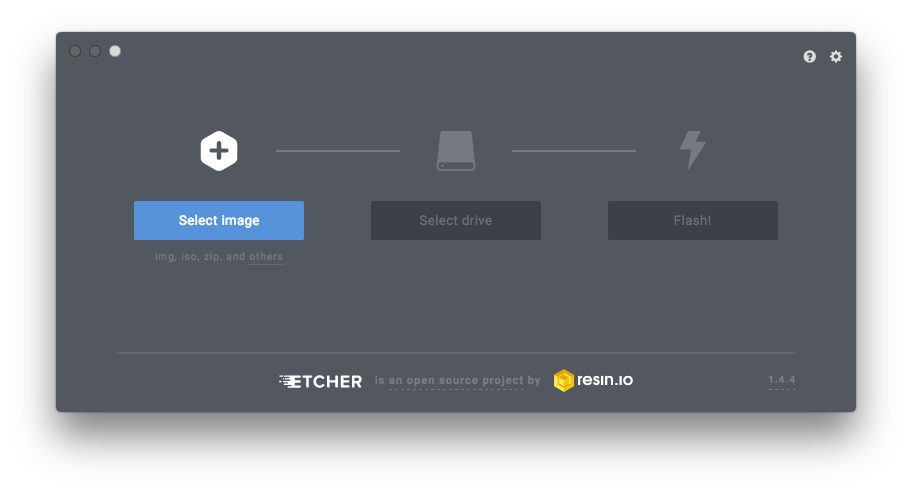 Select image
Select drive
Flash!
img, iso, zip, and others
ETCHER is an open source project by resin.io
1.4.4